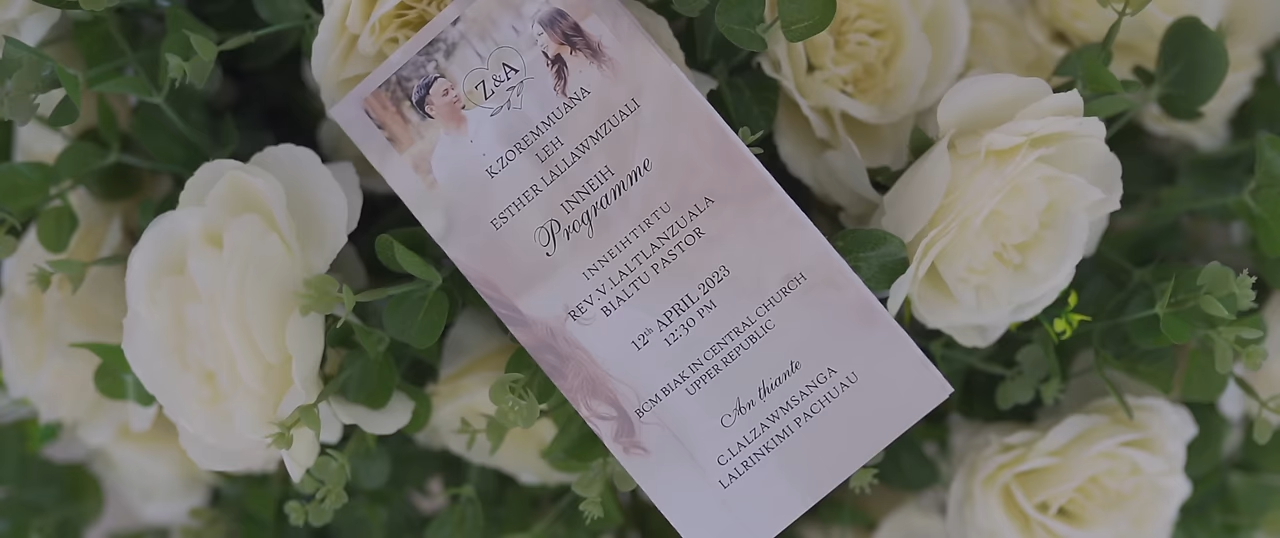 Z&A
K.ZOREMMUANA
LEH
ESTHER LALLAWMZUALI
INNEIH
Programme
INNEIHTIRTU
REV.V.LALTLANZUALA
BIALTU PASTOR
12th APRIL 2023
12:30 PM
BCM BIAK IN CENTRAL CHURCH
UPPER REPUBLIC
An thiante
C.LALZAWMSANGA
LALRINKIMI PACHUAU